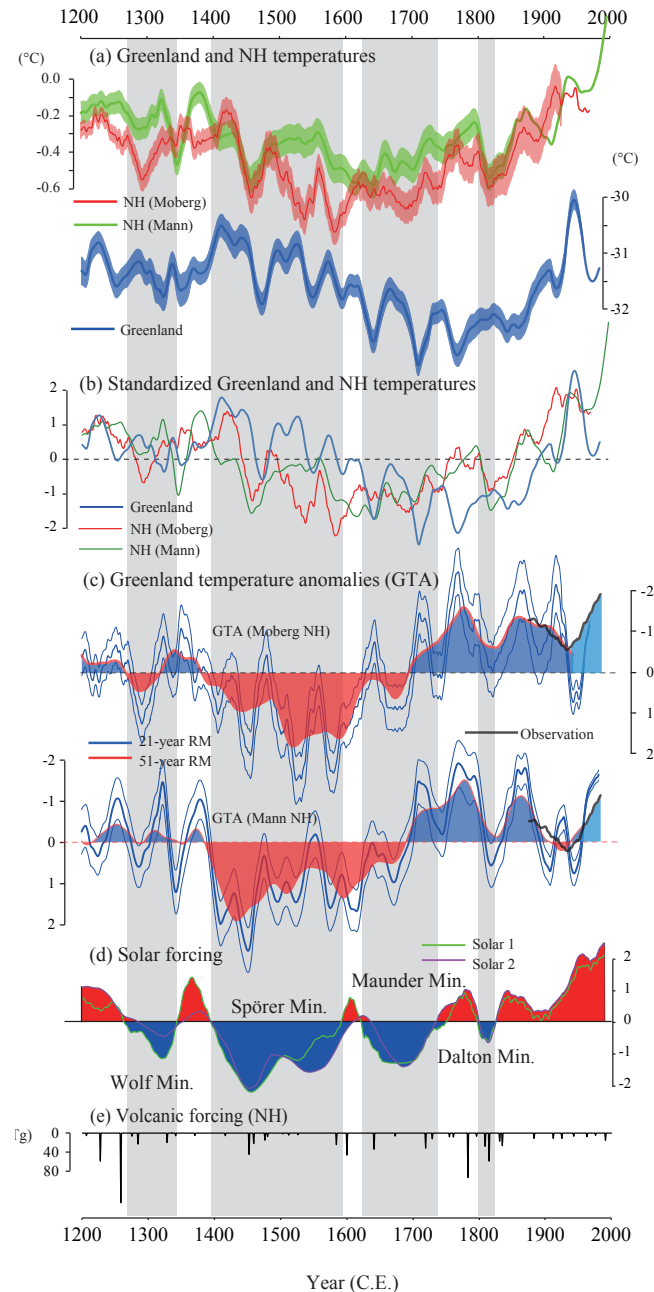 1200 1300 1400 1500 1600 1700 1800 1900 2000
(°C)
(a) Greenland and NH temperatures
0.0
-0.2
-0.4
-0.6
(°C)
-30
-31
-32
NH (Moberg)
NH (Mann)
Greenland
(b) Standardized Greenland and NH temperatures
2
1
0
-1
-2
Greenland
NH (Moberg)
NH (Mann)
(c) Greenland temperature anomalies (GTA)
GTA (Moberg NH)
-2
-1
0
1
2
21-year RM
51-year RM
Observation
-2
-1
0
1
2
GTA (Mann NH)
(d) Solar forcing
Solar 1
Solar 2
Maunder Min.
Spörer Min.
Wolf Min.
Dalton Min.
2
1
0
-1
-2
(e) Volcanic forcing (NH)
Tg)
0
40
80
1200 1300 1400 1500 1600 1700 1800 1900 2000
Year (C.E.)